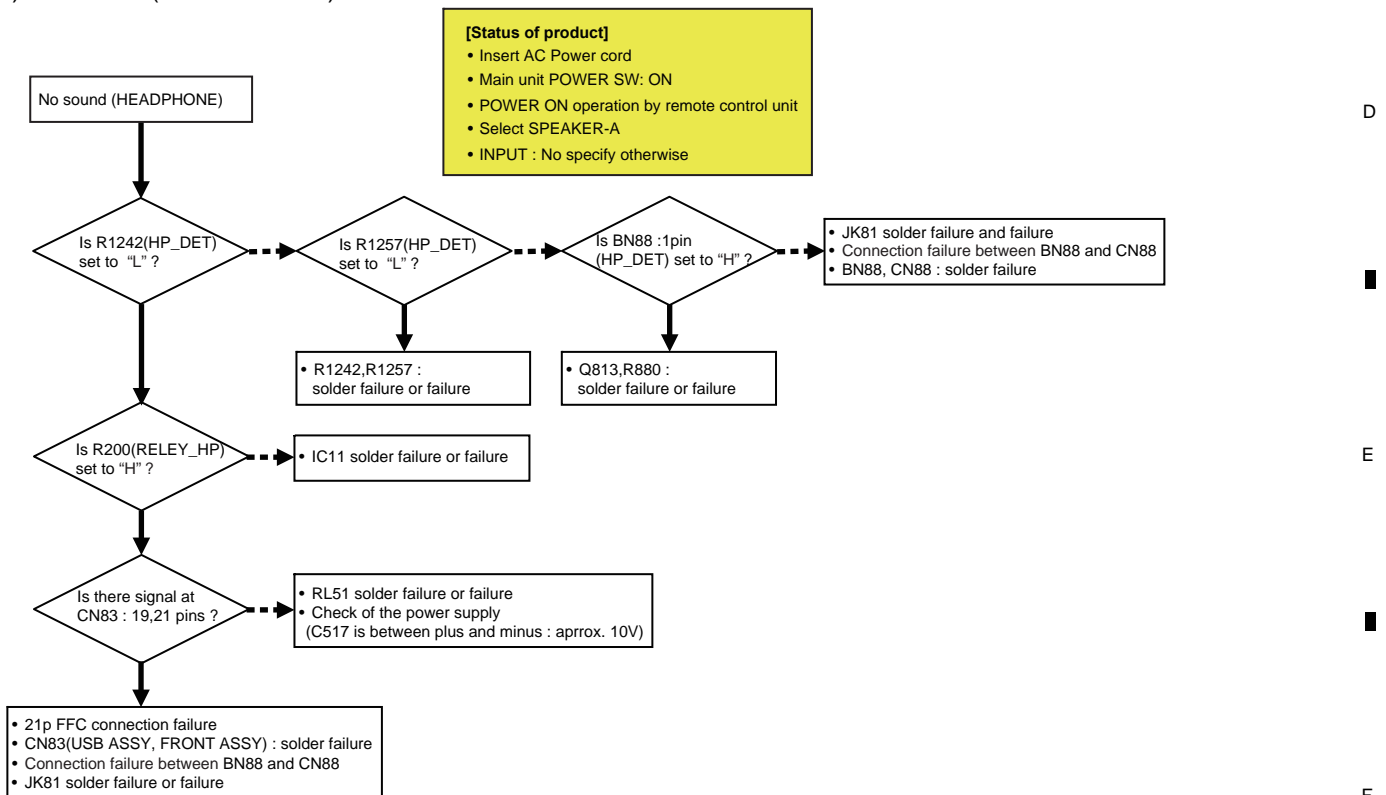 [Status of product]
• Insert AC Power cord
• Main unit POWER SW: ON
• POWER ON operation by remote control unit
• Select SPEAKER-A
• INPUT : No specify otherwise
No sound (HEADPHONE)
D
Is R1242(HP_DET)
set to “L” ?
Is R1257(HP_DET)
set to “L” ?
Is BN88 :1pin
(HP_DET) set to “H” ?
• JK81 solder failure and failure
• Connection failure between BN88 and CN88
• BN88, CN88 : solder failure
• R1242,R1257 :
solder failure or failure
• Q813,R880 :
solder failure or failure
Is R200(RELEY_HP)
set to “H” ?
• IC11 solder failure or failure
E
Is there signal at
CN83 : 19,21 pins ?
• RL51 solder failure or failure
• Check of the power supply
(C517 is between plus and minus : aprrox. 10V)
• 21p FFC connection failure
• CN83(USB ASSY, FRONT ASSY) : solder failure
• Connection failure between BN88 and CN88
• JK81 solder failure or failure